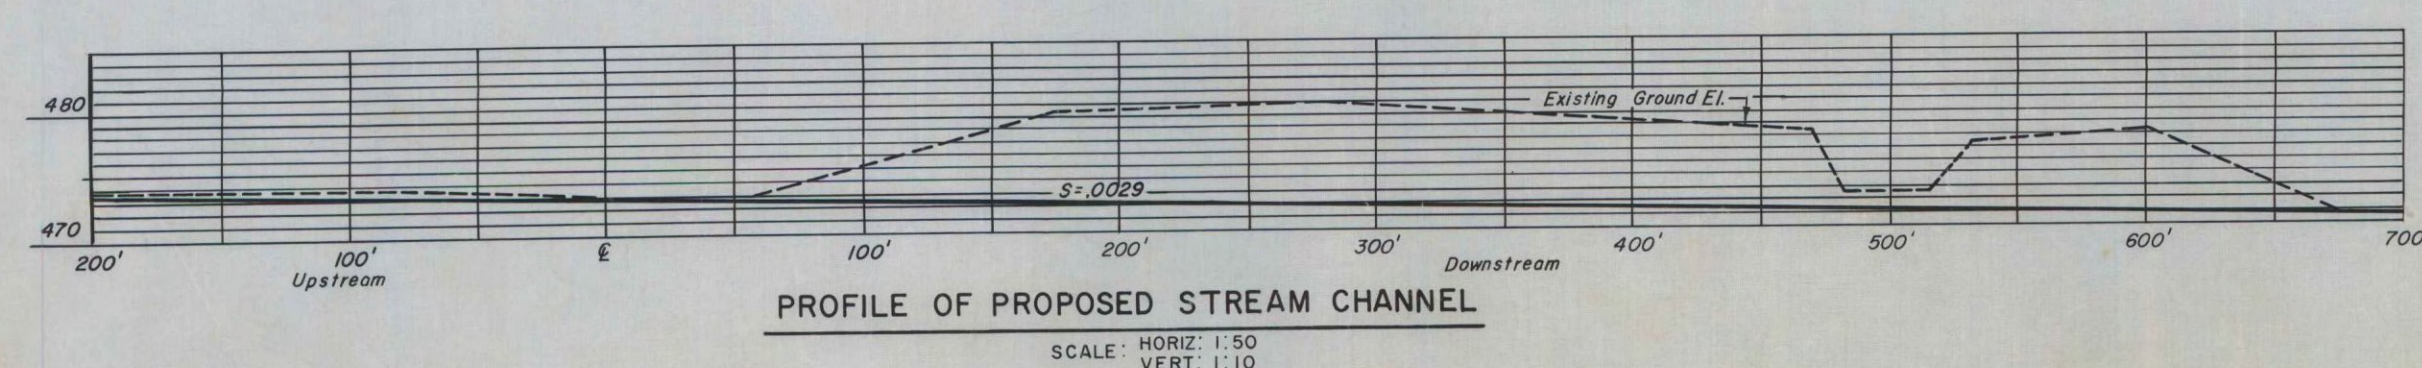 480
Existing Ground El.
S=.0029
470
200'
100'
℄
100'
200'
300'
400'
500'
600'
700
Upstream
Downstream
PROFILE OF PROPOSED STREAM CHANNEL
SCALE: HORIZ: 1:50
VERT: 1:10